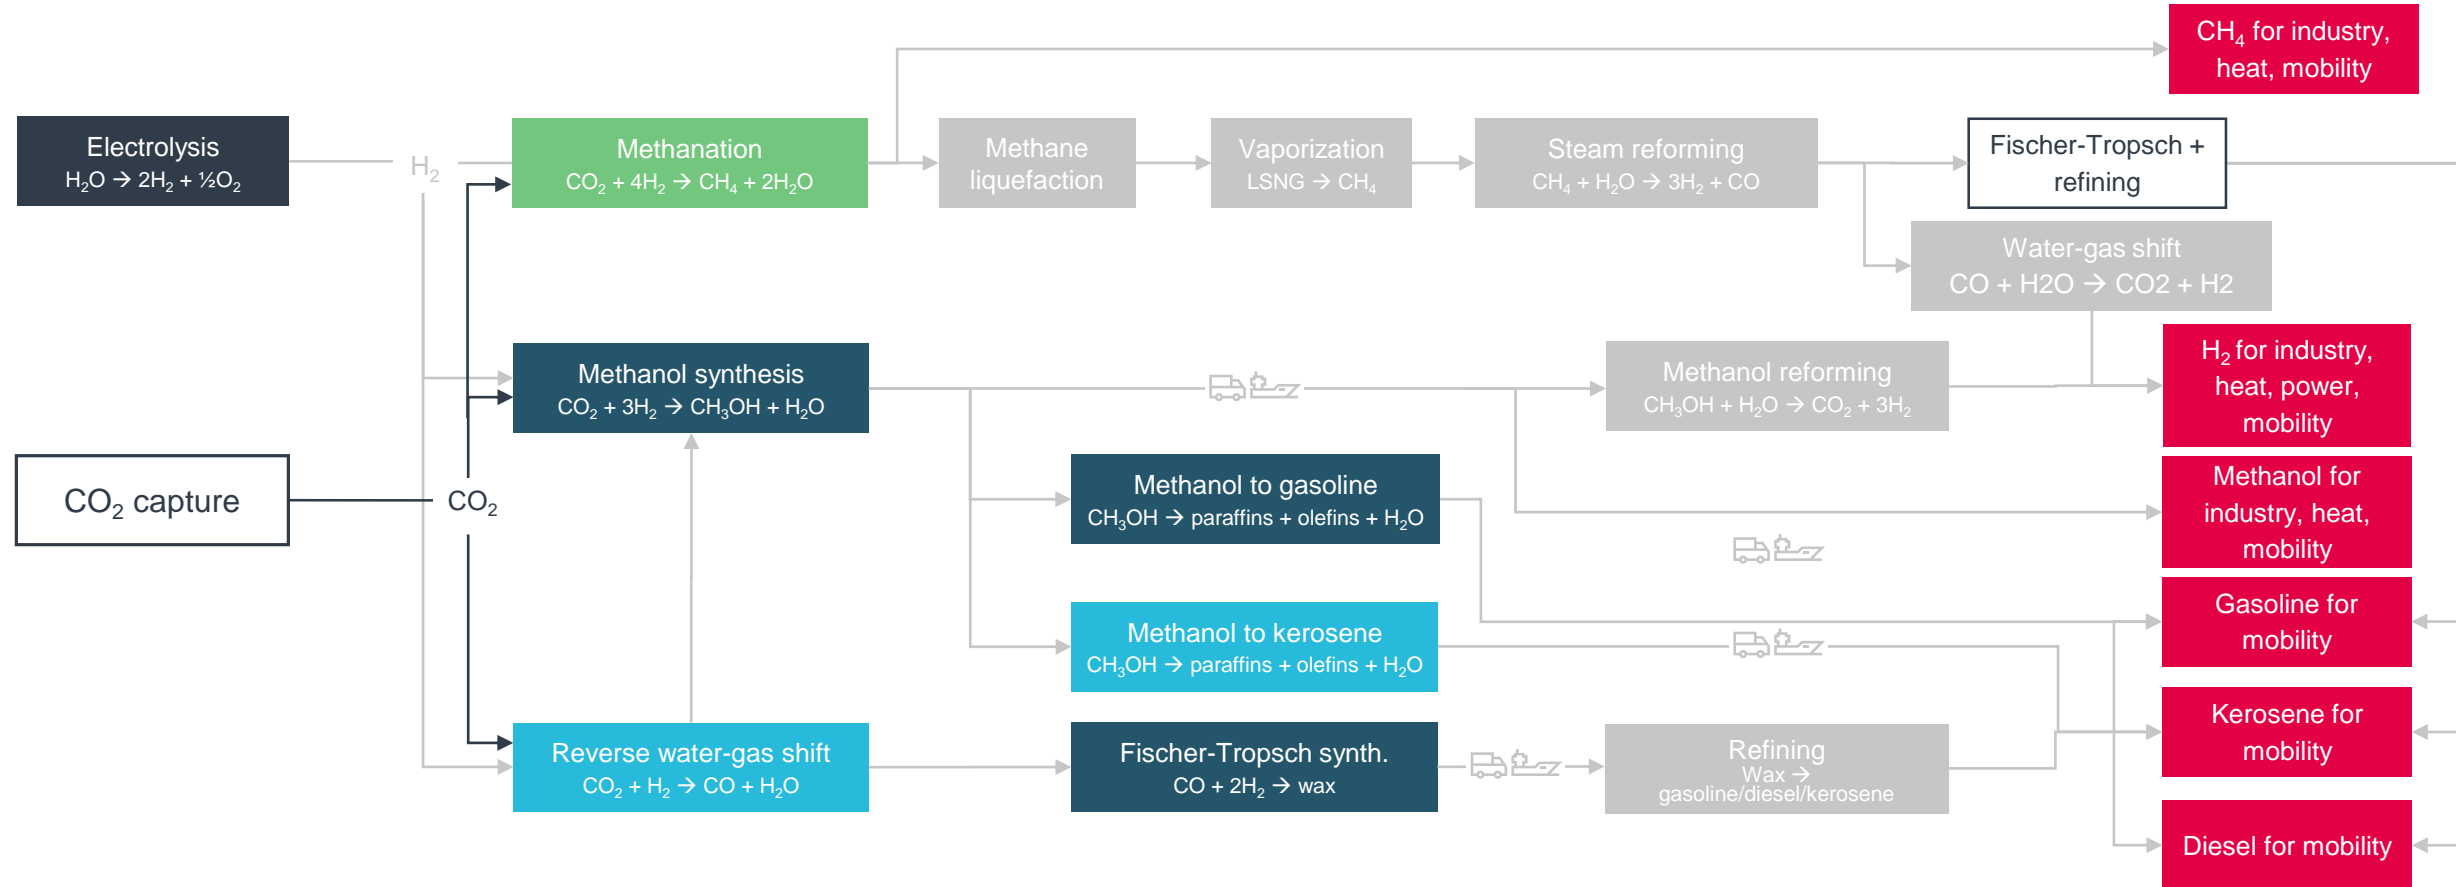 CH₄ for industry,
heat, mobility
Electrolysis
H₂O → 2H₂ + ½O₂
H₂
Methanation
CO₂ + 4H₂ → CH₄ + 2H₂O
Methane
liquefaction
Vaporization
LSNG → CH₄
Steam reforming
CH₄ + H₂O → 3H₂ + CO
Fischer-Tropsch +
refining
Water-gas shift
CO + H2O → CO2 + H2
Methanol synthesis
CO₂ + 3H₂ → CH₃OH + H₂O
Methanol reforming
CH₃OH + H₂O → CO₂ + 3H₂
H₂ for industry,
heat, power,
mobility
CO₂ capture
CO₂
Methanol to gasoline
CH₃OH → paraffins + olefins + H₂O
Methanol for
industry, heat,
mobility
Methanol to kerosene
CH₃OH → paraffins + olefins + H₂O
Gasoline for
mobility
Reverse water-gas shift
CO₂ + H₂ → CO + H₂O
Fischer-Tropsch synth.
CO + 2H₂ → wax
Refining
Wax →
gasoline/diesel/kerosene
Kerosene for
mobility
Diesel for mobility